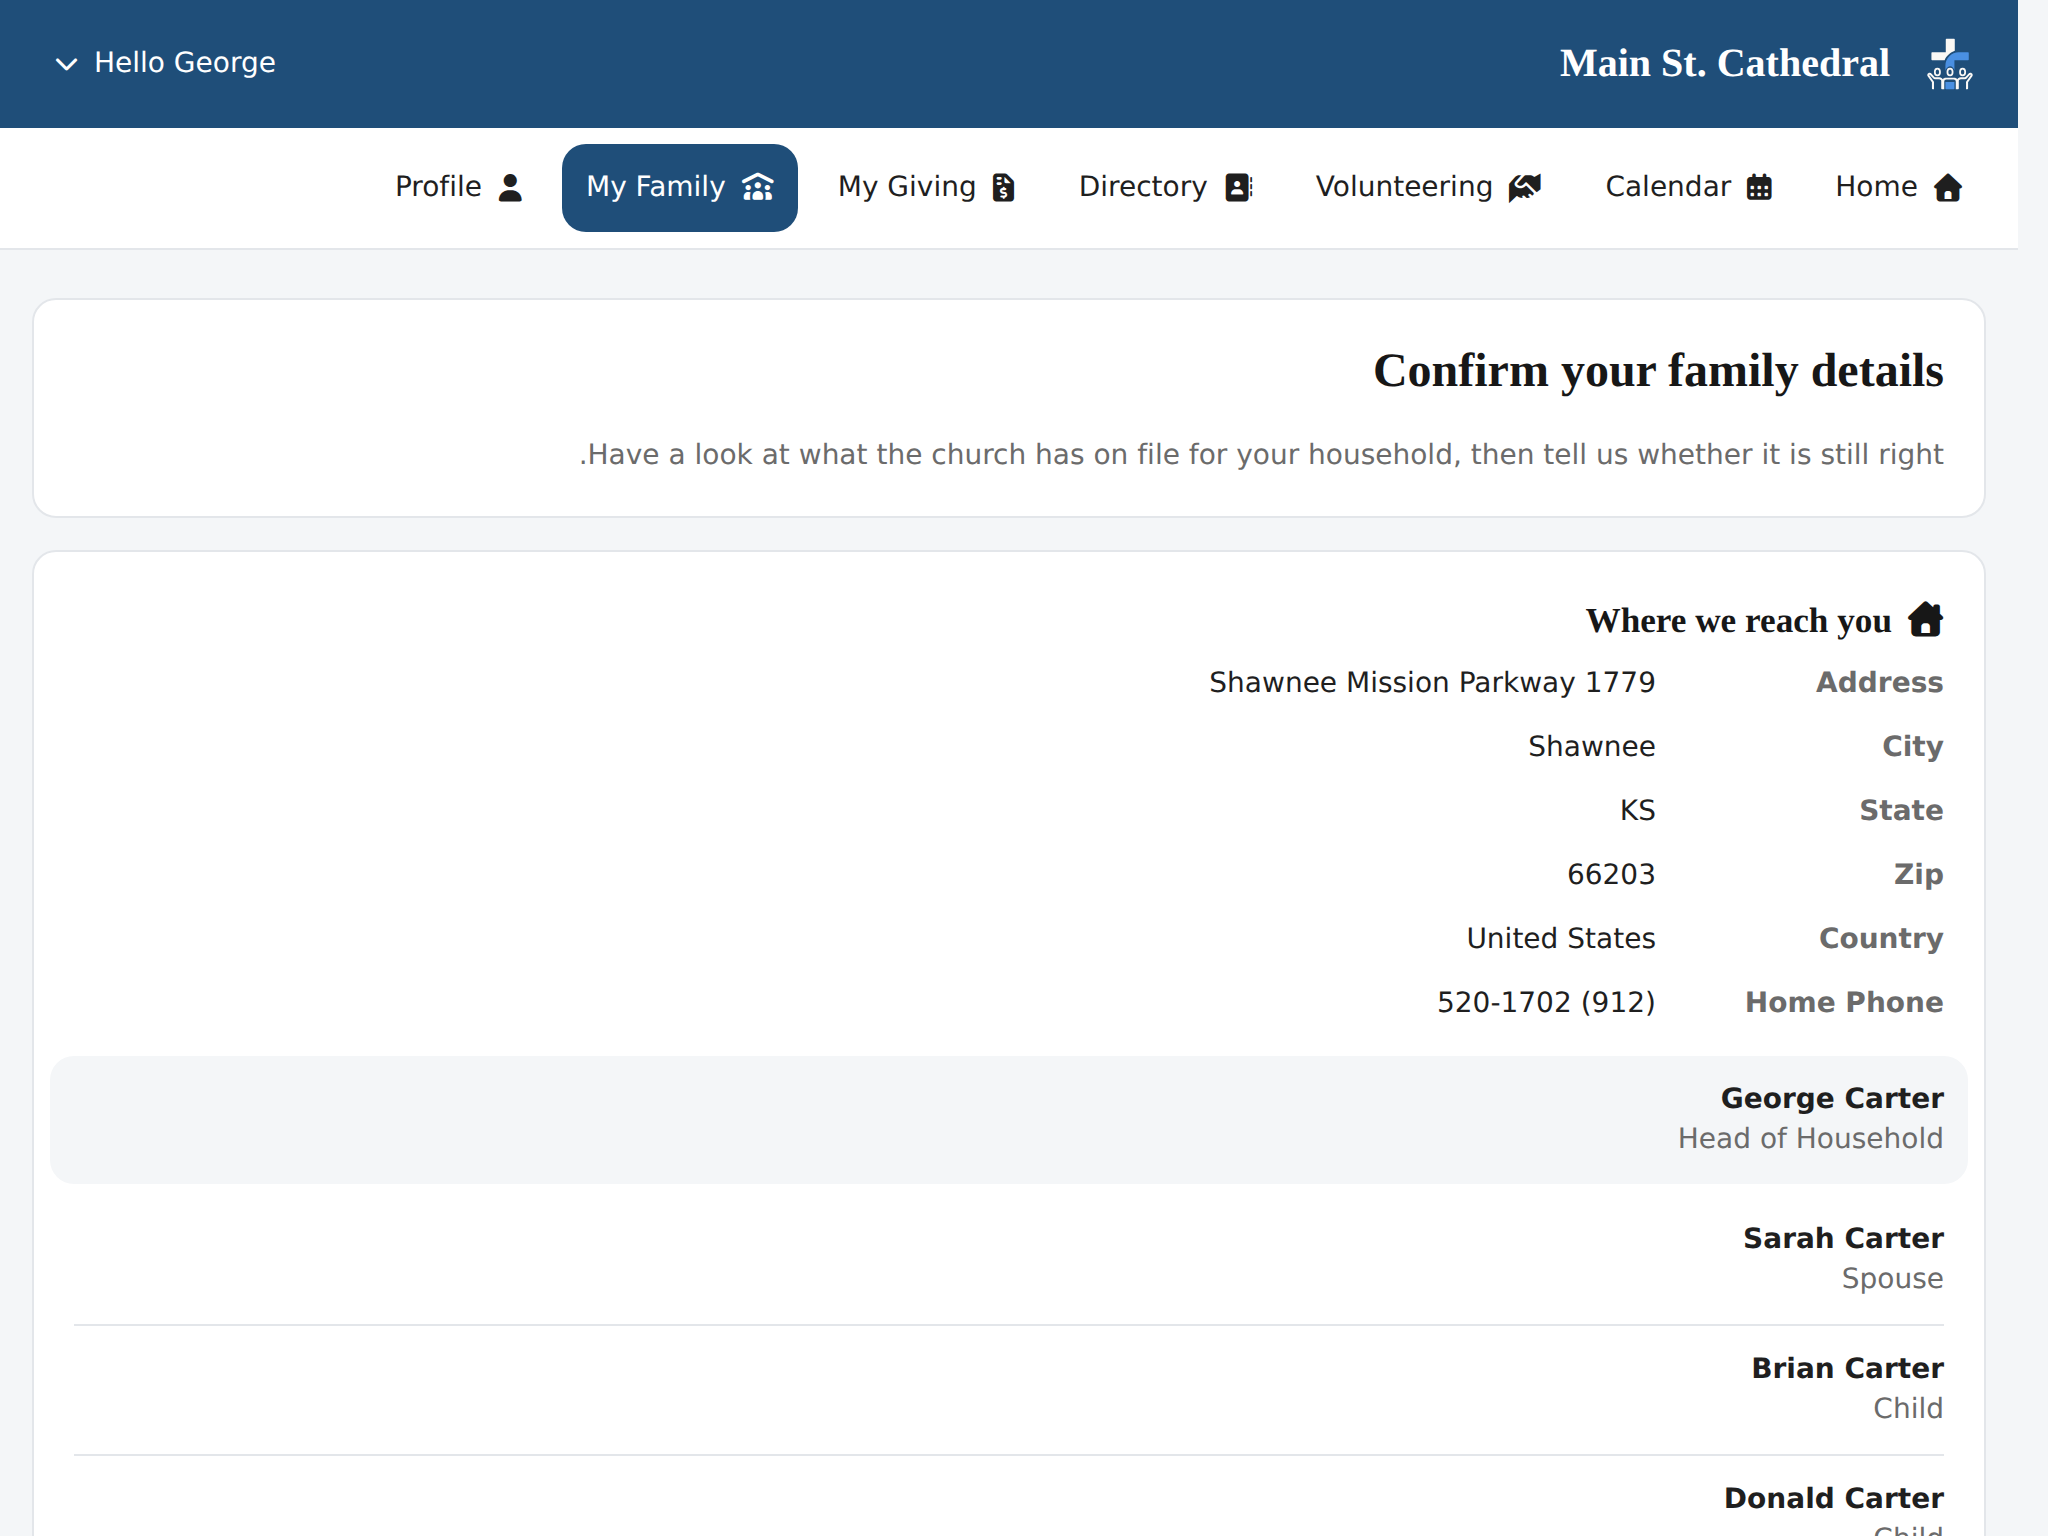 Main St. Cathedral
Hello George
Home
Calendar
Volunteering
Directory
My Giving
My Family
Profile
Confirm your family details
.Have a look at what the church has on file for your household, then tell us whether it is still right
Where we reach you
Address Shawnee Mission Parkway 1779
City Shawnee
State KS
Zip 66203
Country United States
Home Phone 520-1702 (912)
George Carter
Head of Household
Sarah Carter
Spouse
Brian Carter
Child
Donald Carter
Child